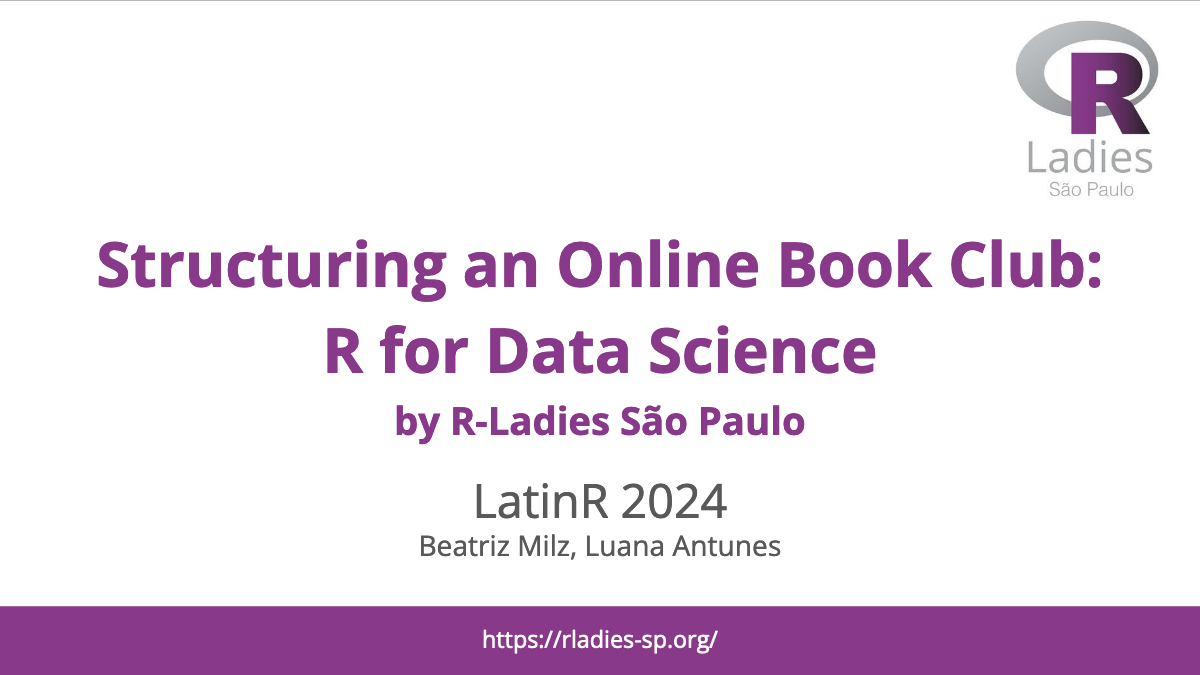 R
Ladies
São Paulo
Structuring an Online Book Club:
R for Data Science
by R-Ladies São Paulo
LatinR 2024
Beatriz Milz, Luana Antunes
https://rladies-sp.org/